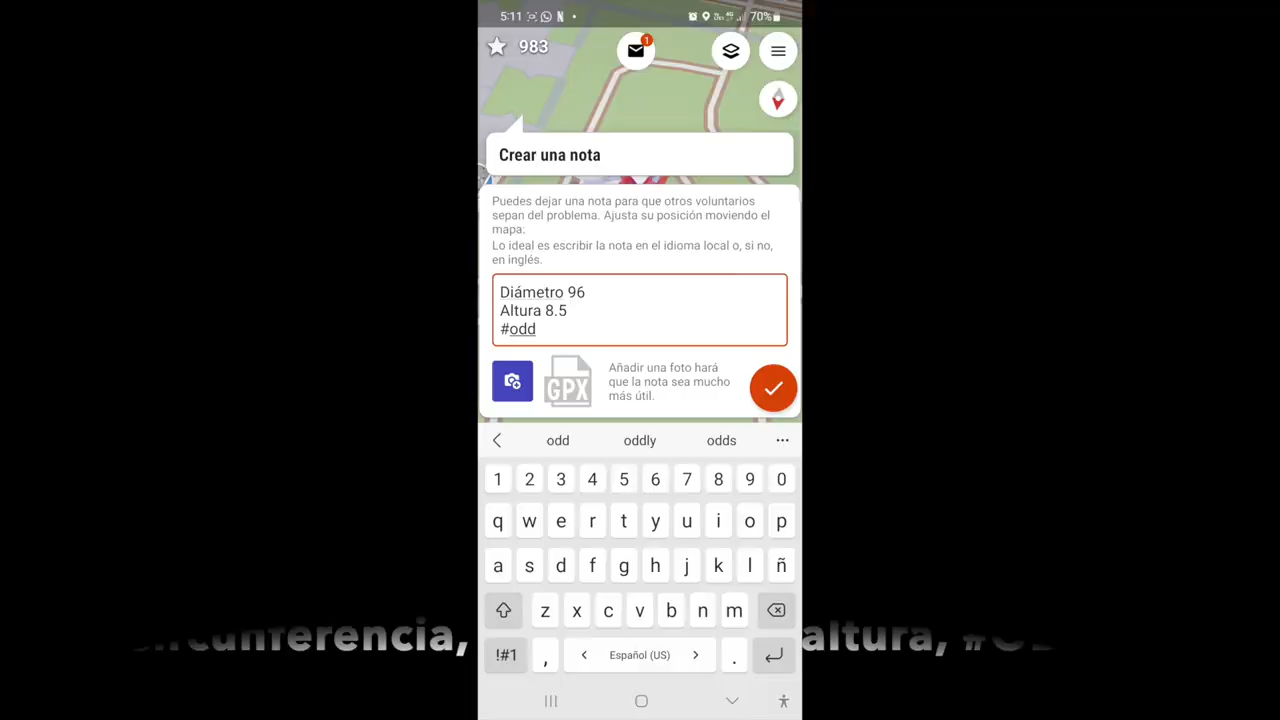 5:11
70%
983
1
Crear una nota
Puedes dejar una nota para que otros voluntarios
sepan del problema. Ajusta su posición moviendo el
mapa:
Lo ideal es escribir la nota en el idioma local o, si no,
en inglés.
Diámetro 96
Altura 8.5
#odd
GPX
Añadir una foto hará
que la nota sea mucho
más útil.
odd oddly odds
1 2 3 4 5 6 7 8 9 0
q w e r t y u i o p
a s d f g h j k l ñ
z x c v b n m
!#1 , Español (US) .
altura,